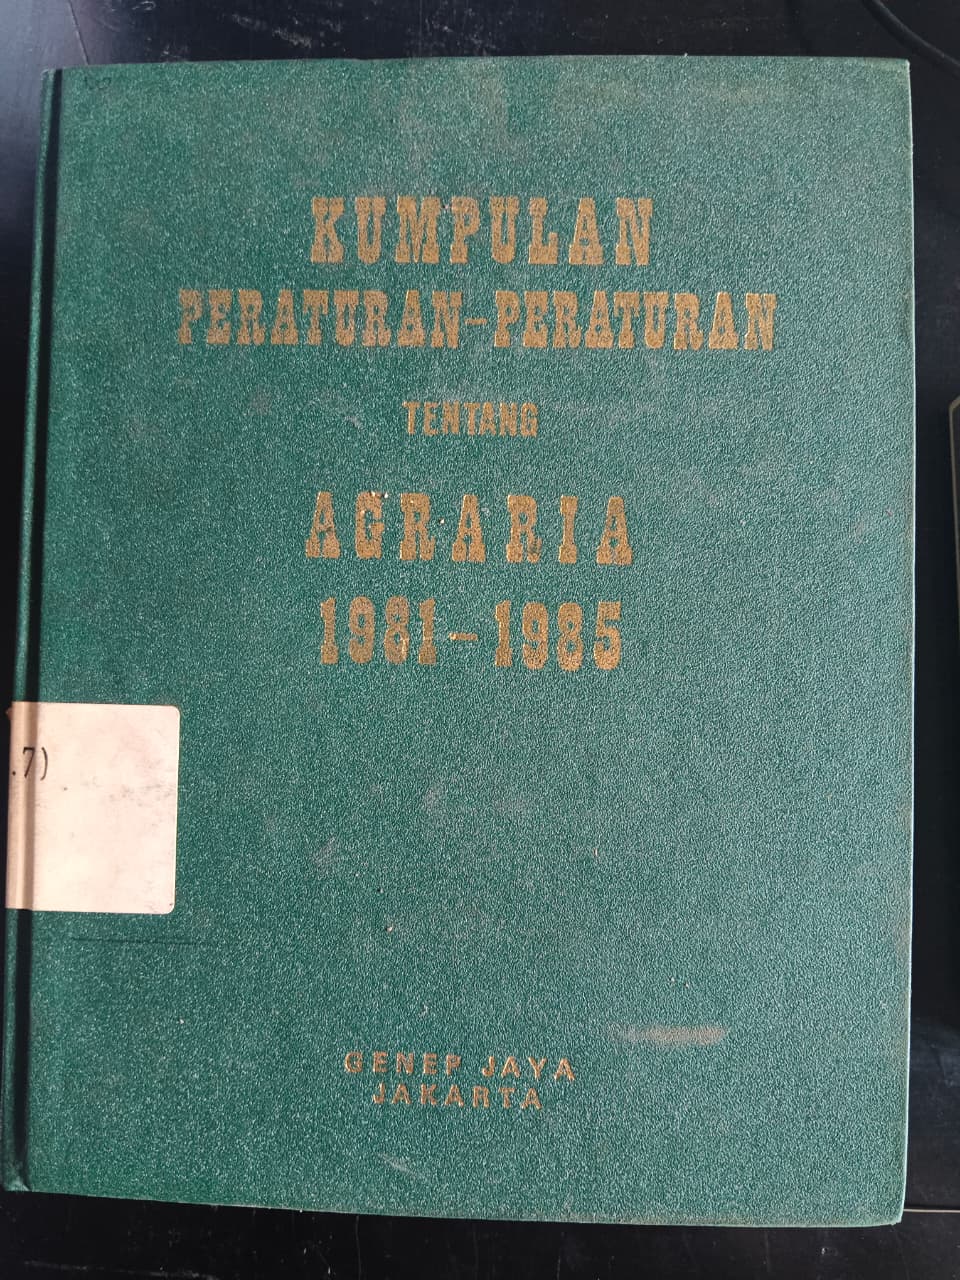 KUMPULAN
PERATURAN-PERATURAN
TENTANG
AGRARIA
1981-1985
.7)
GENEP JAYA
JAKARTA